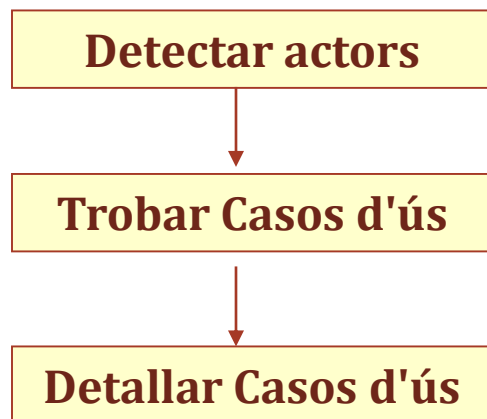 Detectar actors
Trobar Casos d'ús
Detallar Casos d'ús